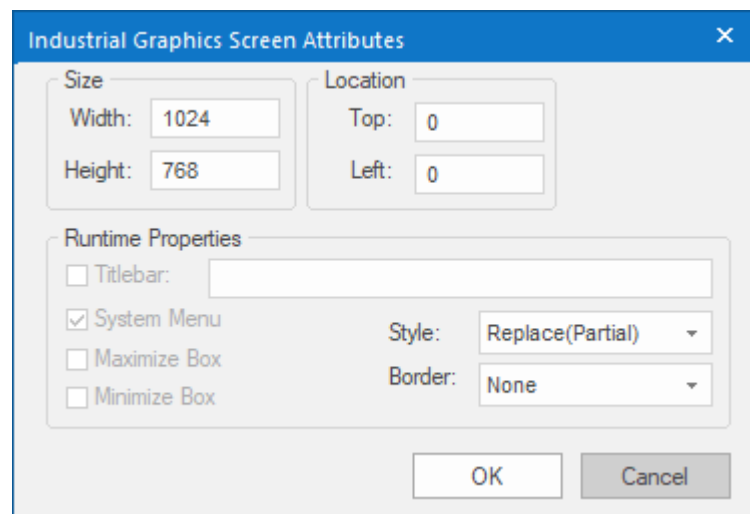 Industrial Graphics Screen Attributes
Size
Width: 1024
Height: 768
Location
Top: 0
Left: 0
Runtime Properties
Titlebar:
System Menu
Maximize Box
Minimize Box
Style: Replace(Partial)
Border: None
OK Cancel